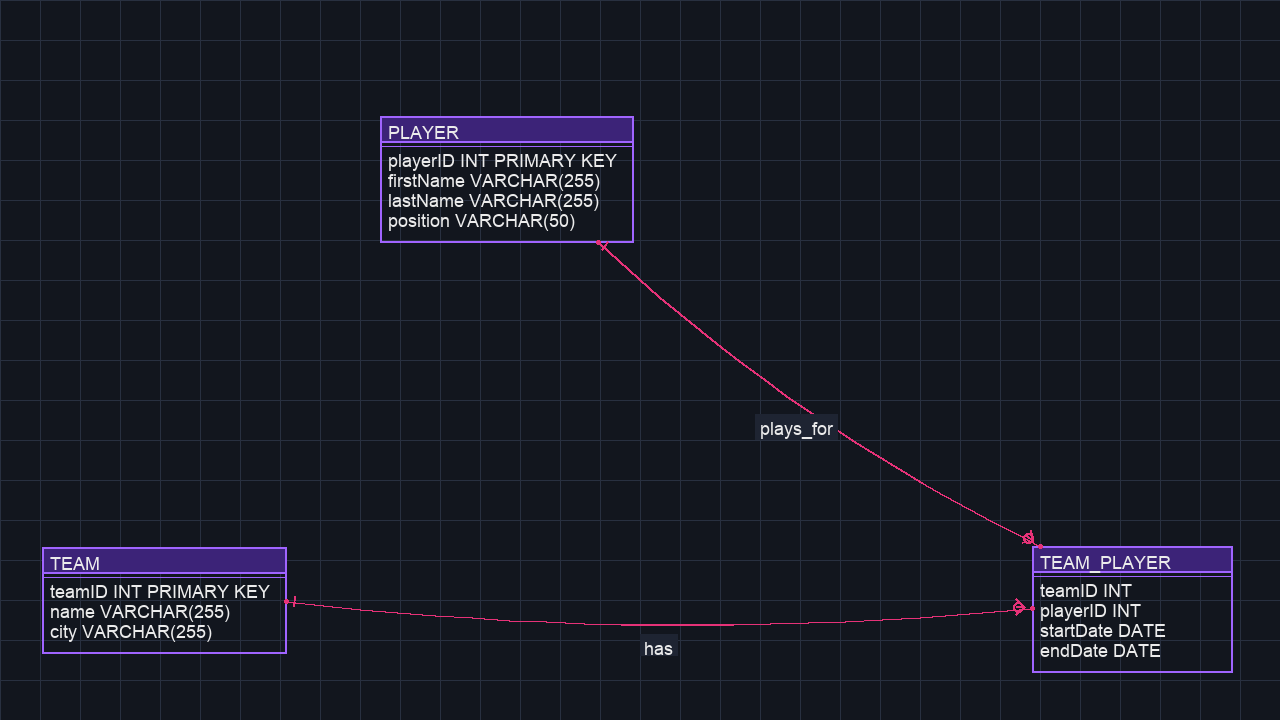 PLAYER
playerID INT PRIMARY KEY
firstName VARCHAR(255)
lastName VARCHAR(255)
position VARCHAR(50)
plays_for
TEAM
teamID INT PRIMARY KEY
name VARCHAR(255)
city VARCHAR(255)
has
TEAM_PLAYER
teamID INT
playerID INT
startDate DATE
endDate DATE